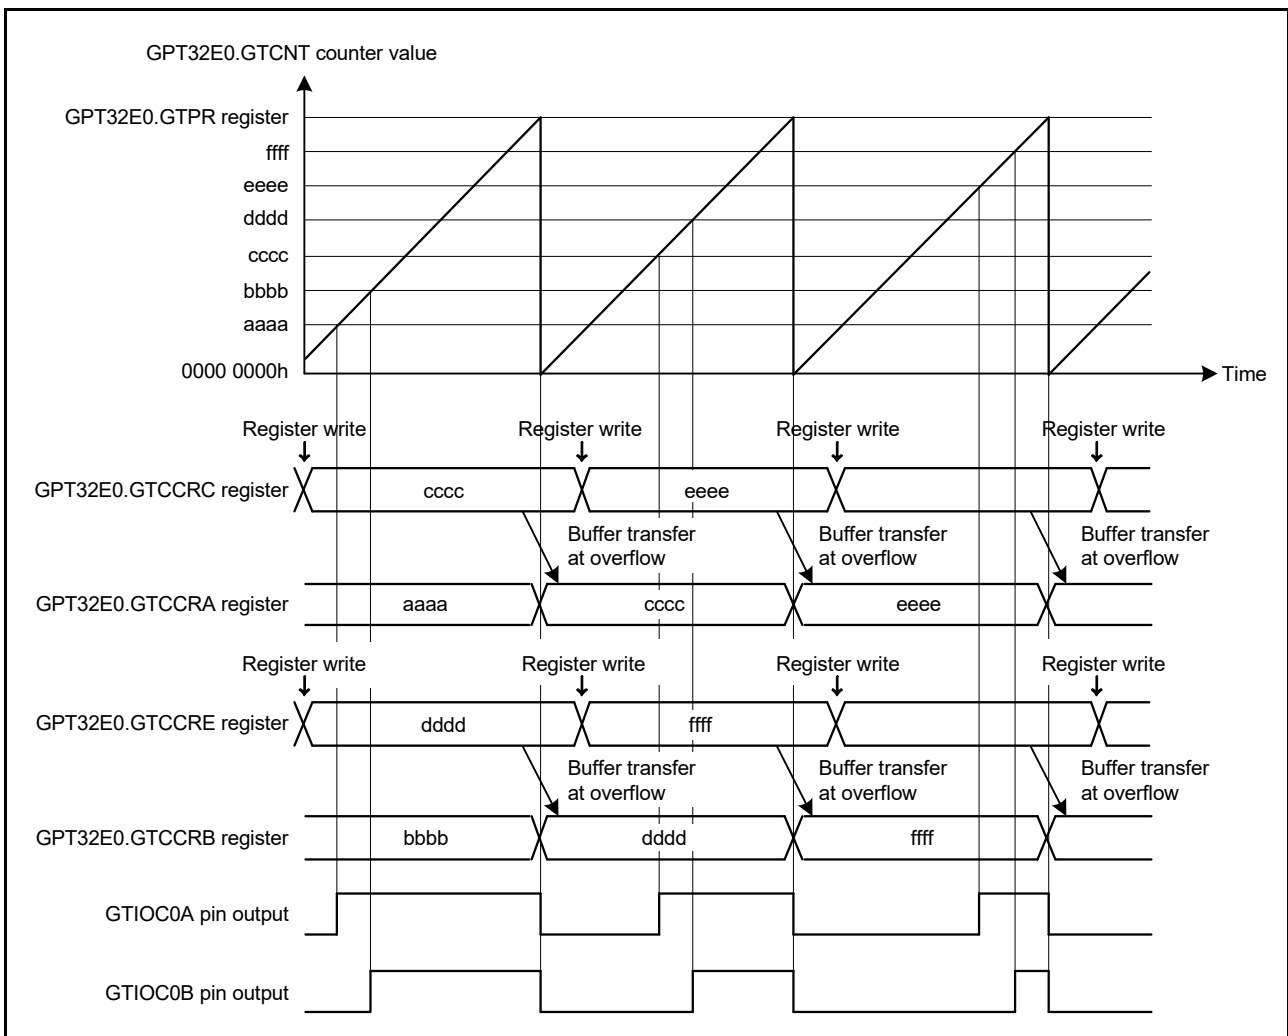 GPT32E0.GTCNT counter value
GPT32E0.GTPR register
ffff
eeee
dddd
cccc
bbbb
aaaa
0000 0000h
Time
Register write Register write Register write Register write
GPT32E0.GTCCRC register cccc eeee
Buffer transfer Buffer transfer Buffer transfer
at overflow at overflow at overflow
GPT32E0.GTCCRA register aaaa cccc eeee
Register write Register write Register write Register write
GPT32E0.GTCCRE register dddd ffff
Buffer transfer Buffer transfer Buffer transfer
at overflow at overflow at overflow
GPT32E0.GTCCRB register bbbb dddd ffff
GTIOC0A pin output
GTIOC0B pin output